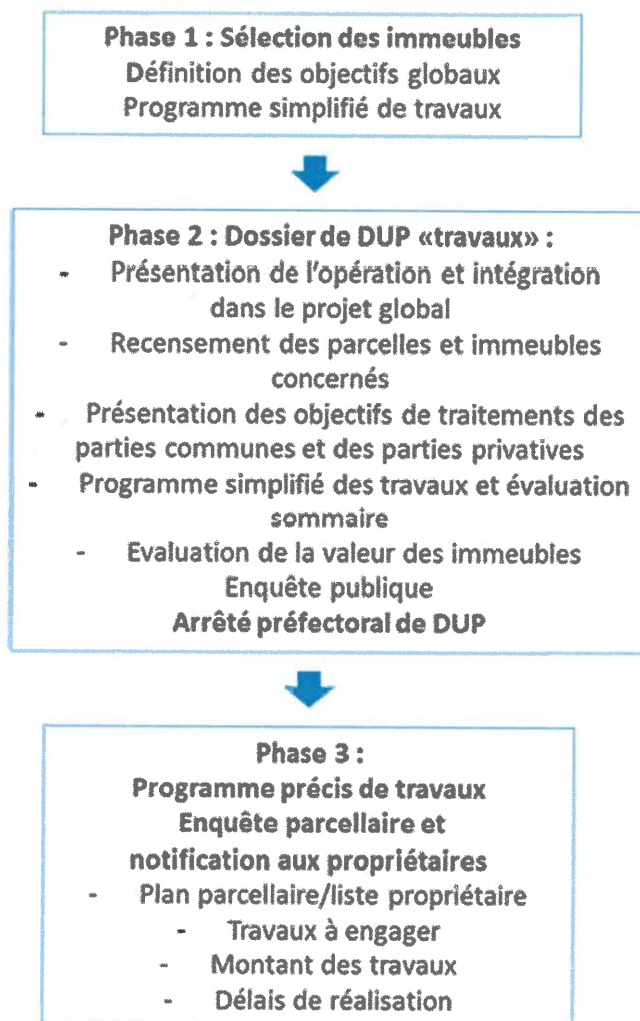 Phase 1 : Sélection des immeubles
Définition des objectifs globaux
Programme simplifié de travaux
Phase 2 : Dossier de DUP «travaux» :
- Présentation de l'opération et intégration
dans le projet global
- Recensement des parcelles et immeubles
concernés
- Présentation des objectifs de traitements des
parties communes et des parties privatives
- Programme simplifié des travaux et évaluation
sommaire
- Evaluation de la valeur des immeubles
Enquête publique
Arrêté préfectoral de DUP
Phase 3 :
Programme précis de travaux
Enquête parcellaire et
notification aux propriétaires
- Plan parcellaire/liste propriétaire
- Travaux à engager
- Montant des travaux
- Délais de réalisation